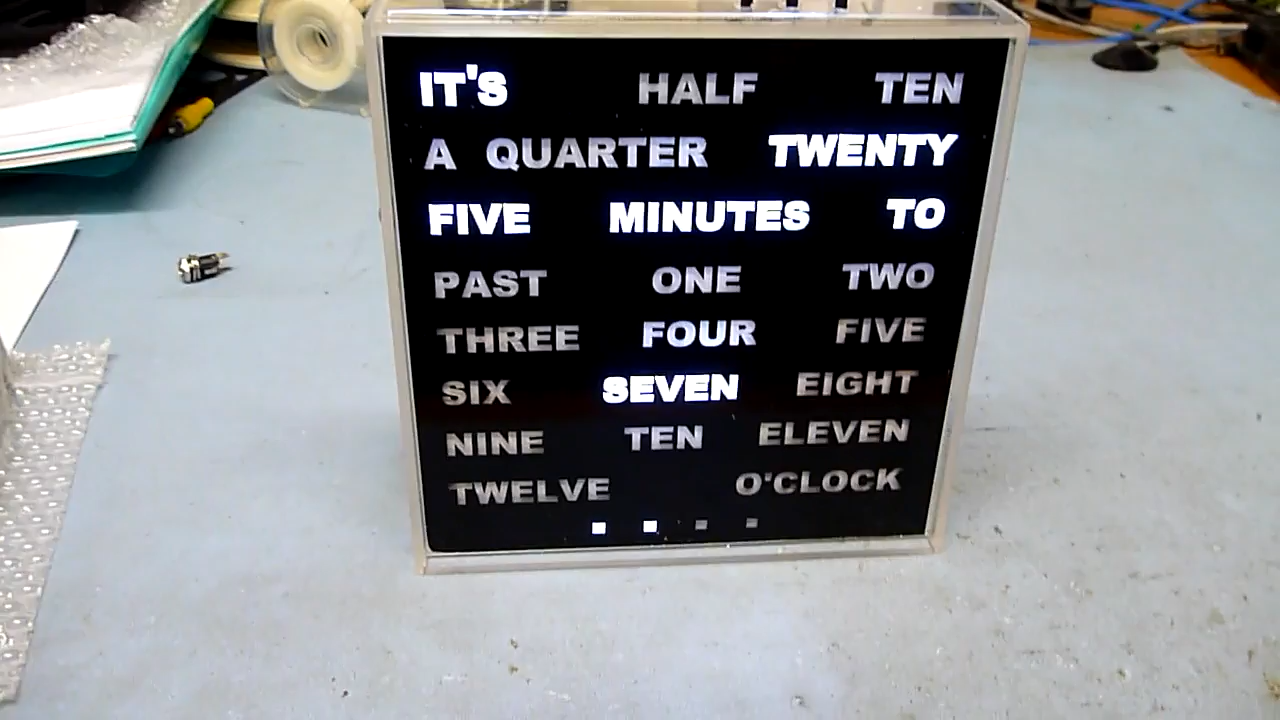 IT'S HALF TEN
A QUARTER TWENTY
FIVE MINUTES TO
PAST ONE TWO
THREE FOUR FIVE
SIX SEVEN EIGHT
NINE TEN ELEVEN
TWELVE O'CLOCK